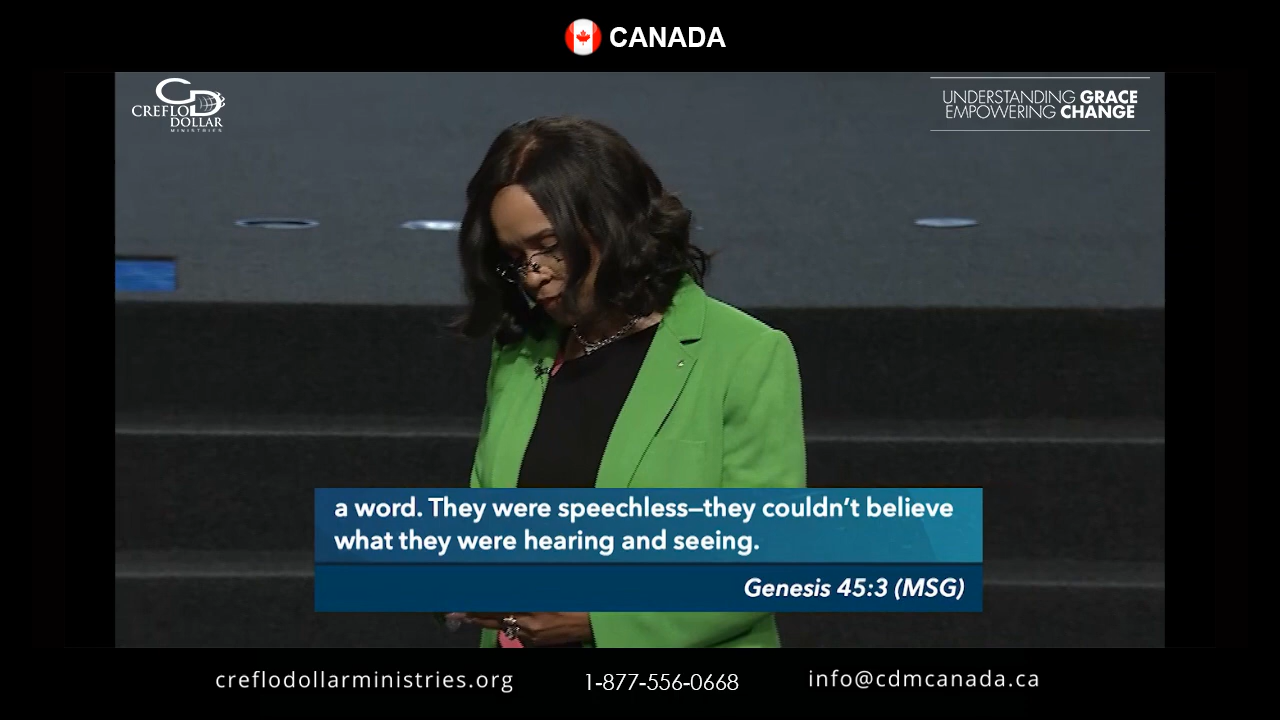 CANADA
CREFLO
DOLLAR
MINISTRIES
UNDERSTANDING GRACE
EMPOWERING CHANGE
a word. They were speechless—they couldn’t believe
what they were hearing and seeing.
Genesis 45:3 (MSG)
creflodollarministries.org
1-877-556-0668
info@cdmcanada.ca